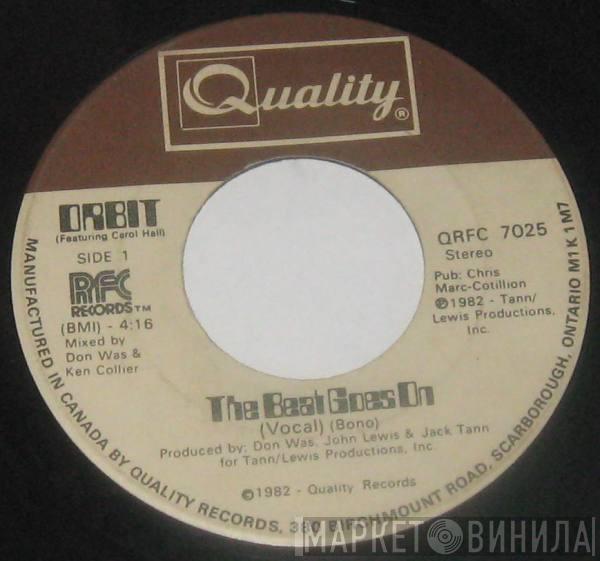 Quality ®
ORBIT
(Featuring Carol Hall)
SIDE 1
RFC
RECORDS™
(BMI) - 4:16
Mixed by
Don Was &
Ken Collier
QRFC 7025
Stereo
Pub: Chris
Marc-Cotillion
℗1982 - Tann/
Lewis Productions,
Inc.
The Beat Goes On
(Vocal) (Bono)
Produced by: Don Was, John Lewis & Jack Tann
for Tann/Lewis Productions, Inc.
©1982 - Quality Records
MANUFACTURED IN CANADA BY QUALITY RECORDS, 380 BIRCHMOUNT ROAD, SCARBOROUGH, ONTARIO M1K 1M7
МАРКЕТ ВИНИЛА